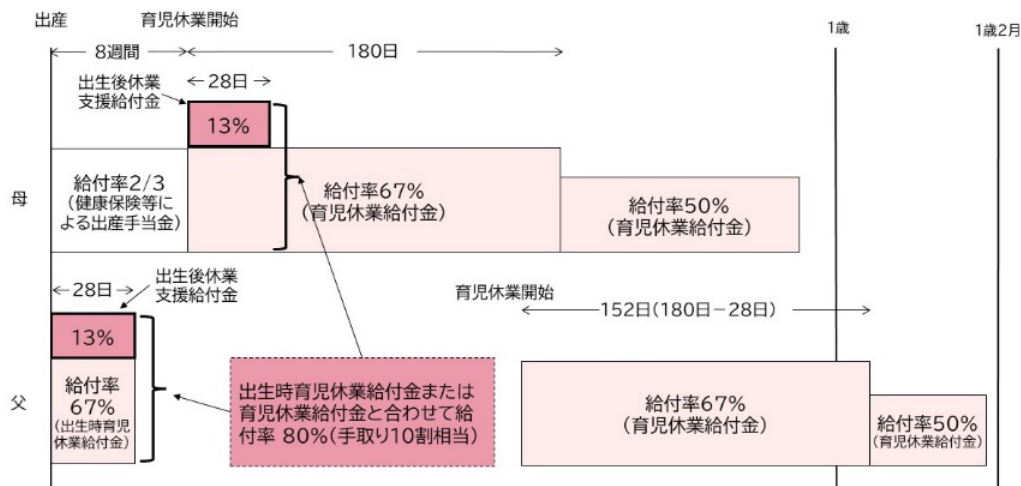 出産
育児休業開始
1歳
1歳2月
8週間
180日
出生後休業
支援給付金
28日
13%
母
給付率2/3
(健康保険等に
よる出産手当金)
給付率67%
(育児休業給付金)
給付率50%
(育児休業給付金)
28日
出生後休業
支援給付金
育児休業開始
152日(180日－28日)
13%
父
給付率
67%
(出生時育児
休業給付金)
出生時育児休業給付金または
育児休業給付金と合わせて給
付率 80%(手取り10割相当)
給付率67%
(育児休業給付金)
給付率50%
(育児休業給付金)